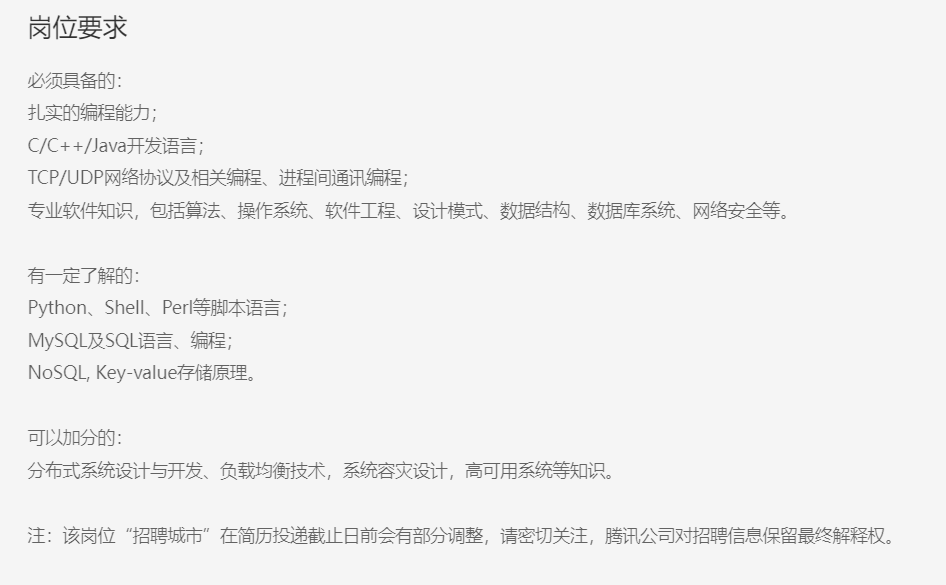 岗位要求
必须具备的：
扎实的编程能力；
C/C++/Java开发语言；
TCP/UDP网络协议及相关编程、进程间通讯编程；
专业软件知识，包括算法、操作系统、软件工程、设计模式、数据结构、数据库系统、网络安全等。
有一定了解的：
Python、Shell、Perl等脚本语言；
MySQL及SQL语言、编程；
NoSQL, Key-value存储原理。
可以加分的：
分布式系统设计与开发、负载均衡技术，系统容灾设计，高可用系统等知识。
注：该岗位“招聘城市”在简历投递截止日前会有部分调整，请密切关注，腾讯公司对招聘信息保留最终解释权。